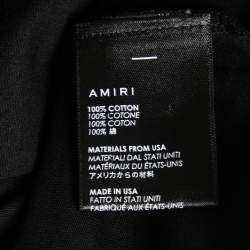 AMIRI
100% COTTON
100% COTONE
100% COTON
100% 綿
MATERIALS FROM USA
MATERIALI DAL STATI UNITI
MATÉRIAUX DU ÉTATS-UNIS
アメリカからの材料
MADE IN USA
FATTO IN STATI UNITI
FABRIQUÉ AUX ÉTATS-UNIS